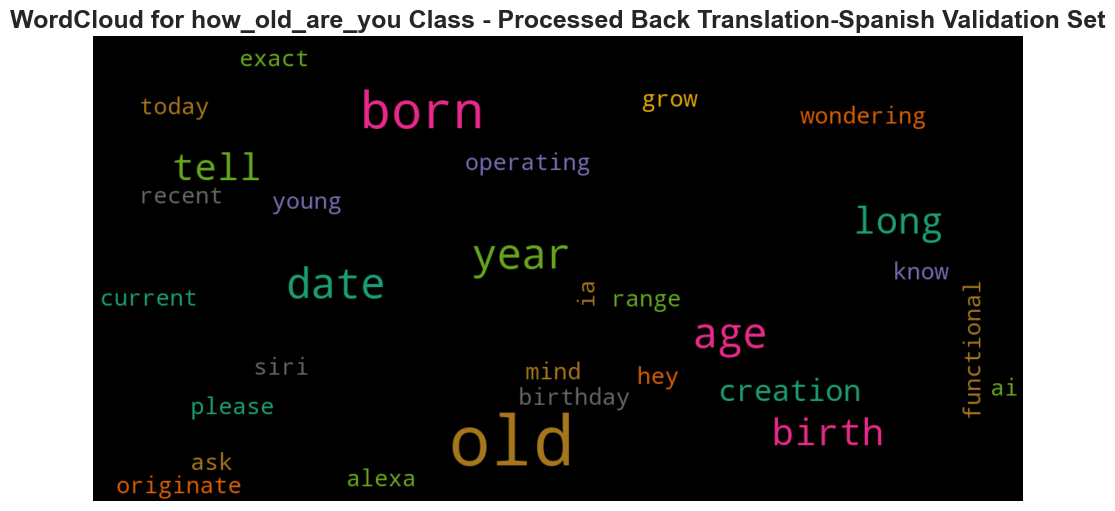 WordCloud for how_old_are_you Class - Processed Back Translation-Spanish Validation Set
exact
today
born
grow
wondering
tell
operating
recent
young
long
year
know
date
current
ia
range
functional
age
siri
mind
hey
creation
ai
please
birthday
old
birth
ask
originate
alexa